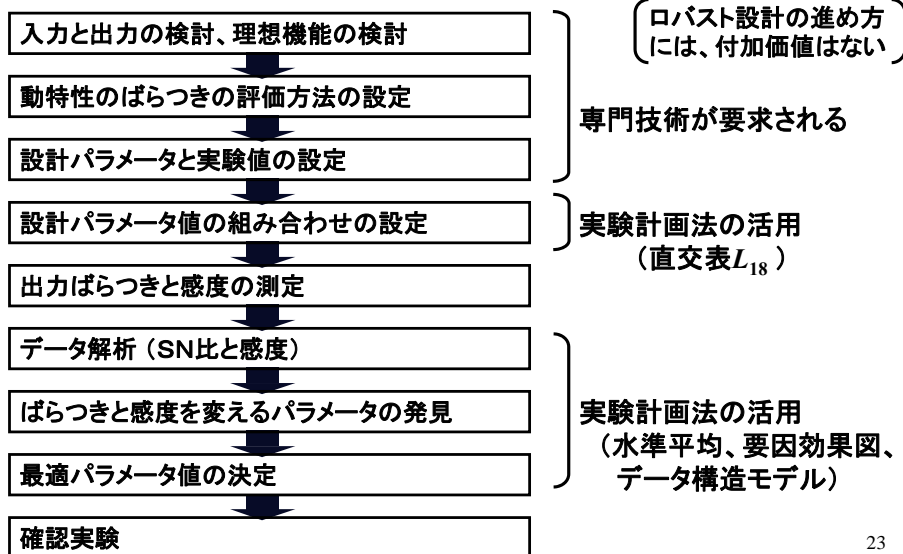 入力と出力の検討、理想機能の検討
動特性のばらつきの評価方法の設定
設計パラメータと実験値の設定
設計パラメータ値の組み合わせの設定
出力ばらつきと感度の測定
データ解析（SN比と感度）
ばらつきと感度を変えるパラメータの発見
最適パラメータ値の決定
確認実験
ロバスト設計の進め方
には、付加価値はない
専門技術が要求される
実験計画法の活用
（直交表L18）
実験計画法の活用
（水準平均、要因効果図、
データ構造モデル）
23